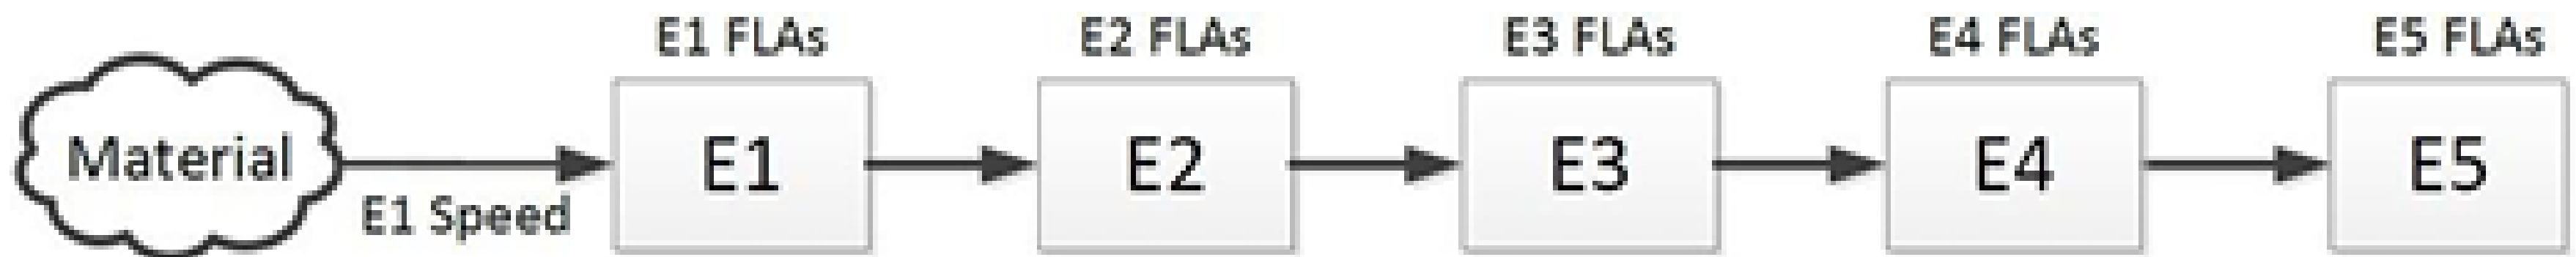 E1 FLAs
E2 FLAs
E3 FLAs
E4 FLAs
E5 FLAs
Material
E1 Speed
E1
E2
E3
E4
E5